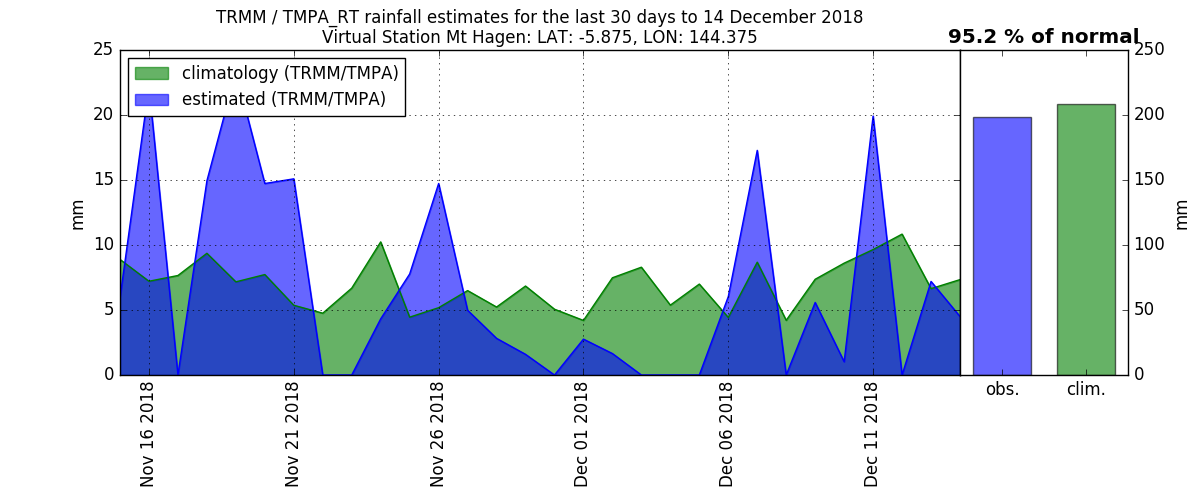 TRMM / TMPA_RT rainfall estimates for the last 30 days to 14 December 2018
Virtual Station Mt Hagen: LAT: -5.875, LON: 144.375
95.2 % of normal
climatology (TRMM/TMPA)
estimated (TRMM/TMPA)
25
20
15
10
5
0
mm
250
200
150
100
50
0
mm
Nov 16 2018
Nov 21 2018
Nov 26 2018
Dec 01 2018
Dec 06 2018
Dec 11 2018
obs.
clim.